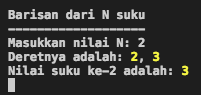 Barisan dari N suku
-------------------
Masukkan nilai N: 2
Deretnya adalah: 2, 3
Nilai suku ke-2 adalah: 3